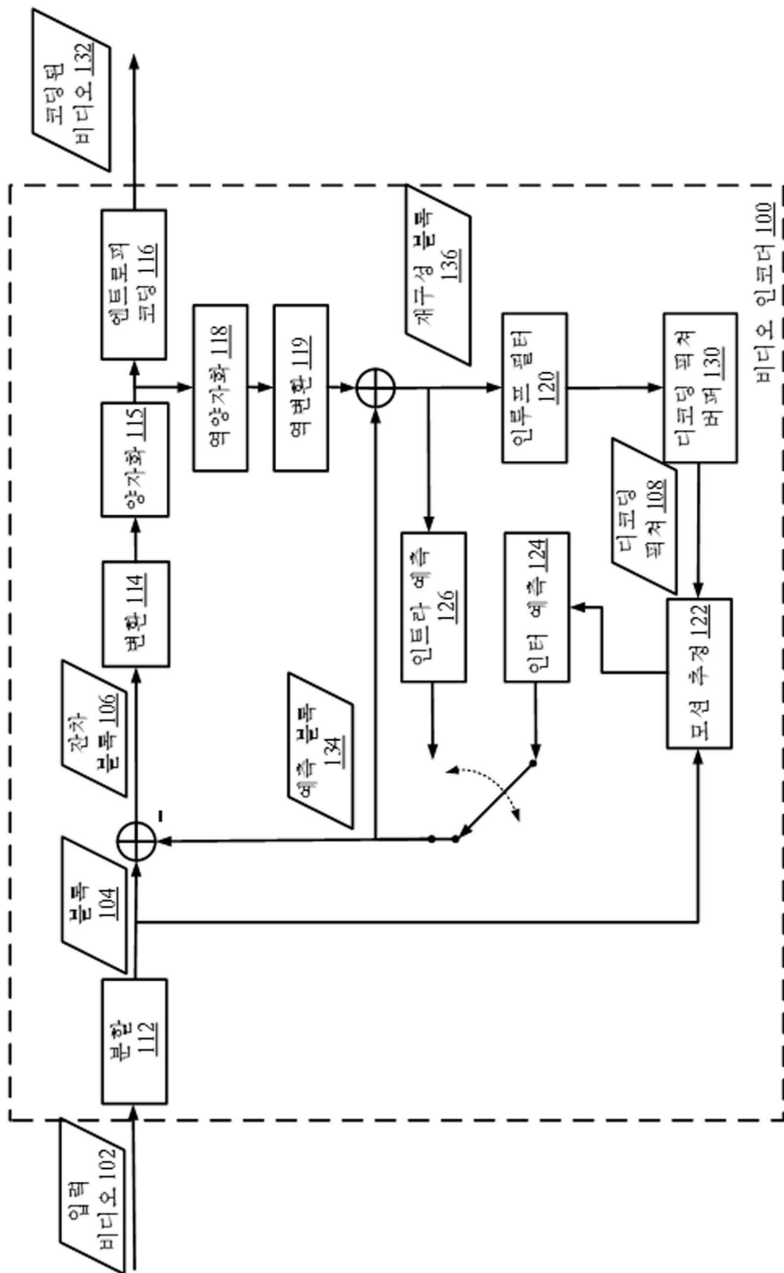 입력
비디오 102
분할
112
블록
104
잔차
블록 106
-
변환 114
양자화 115
엔트로피
코딩 116
코딩된
비디오 132
역양자화 118
역변환 119
예측 블록
134
재구성 블록
136
인트라 예측
126
인루프 필터
120
인터 예측 124
디코딩
픽쳐 108
모션 추정 122
디코딩 픽쳐
버퍼 130
비디오 인코더 100